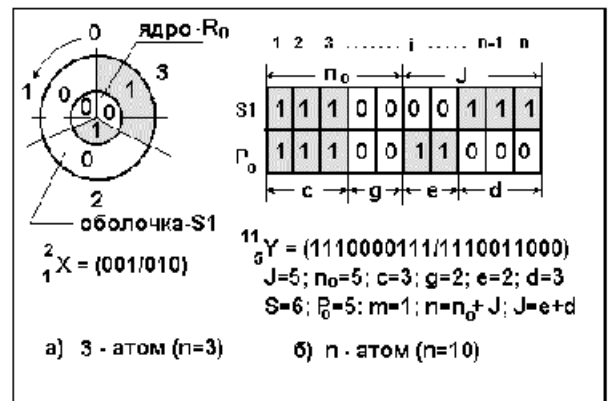 0
ядро-R₀
1
3
0
1
0
0
1
0
2
оболочка-S1
²₁X = (001/010)
а) 3 - атом (n=3)
1 2 3 ........ i ..... n-1 n
n₀ J
S1 1 1 1 0 0 0 0 1 1 1
P₀ 1 1 1 0 0 1 1 0 0 0
c g e d
¹¹₅Y = (1110000111/1110011000)
J=5; n₀=5; c=3; g=2; e=2; d=3
S=6; P₀=5: m=1; n=n₀+J; J=e+d
б) n - атом (n=10)